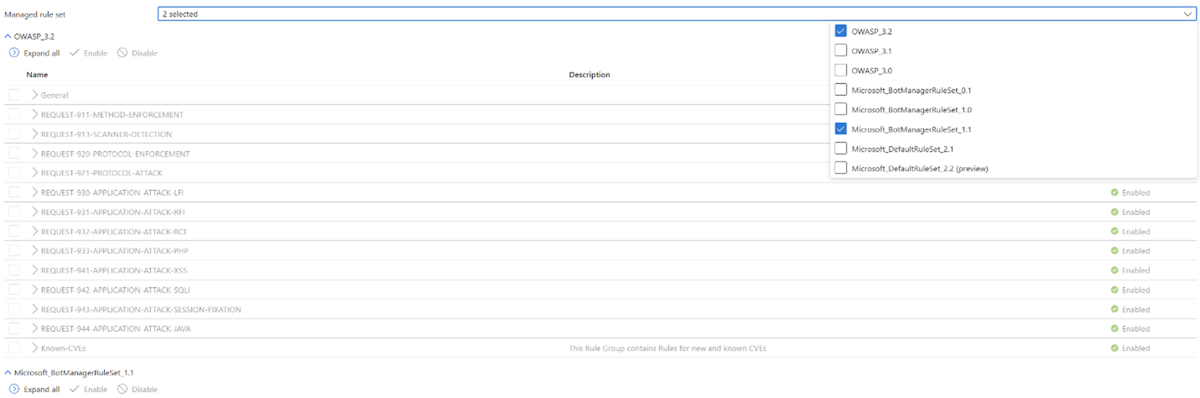 Managed rule set
2 selected
OWASP_3.2
Expand all Enable Disable
Name Description
General
REQUEST-911-METHOD-ENFORCEMENT
REQUEST-913-SCANNER-DETECTION
REQUEST-920-PROTOCOL-ENFORCEMENT
REQUEST-921-PROTOCOL-ATTACK
OWASP_3.2
OWASP_3.1
OWASP_3.0
Microsoft_BotManagerRuleSet_0.1
Microsoft_BotManagerRuleSet_1.0
Microsoft_BotManagerRuleSet_1.1
Microsoft_DefaultRuleSet_2.1
Microsoft_DefaultRuleSet_2.2 (preview)
REQUEST-930-APPLICATION-ATTACK-LFI Enabled
REQUEST-931-APPLICATION-ATTACK-RFI Enabled
REQUEST-932-APPLICATION-ATTACK-RCE Enabled
REQUEST-933-APPLICATION-ATTACK-PHP Enabled
REQUEST-941-APPLICATION-ATTACK-XSS Enabled
REQUEST-942-APPLICATION-ATTACK-SQLI Enabled
REQUEST-943-APPLICATION-ATTACK-SESSION-FIXATION Enabled
REQUEST-944-APPLICATION-ATTACK-JAVA Enabled
Known-CVEs This Rule Group contains Rules for new and known CVEs Enabled
Microsoft_BotManagerRuleSet_1.1
Expand all Enable Disable